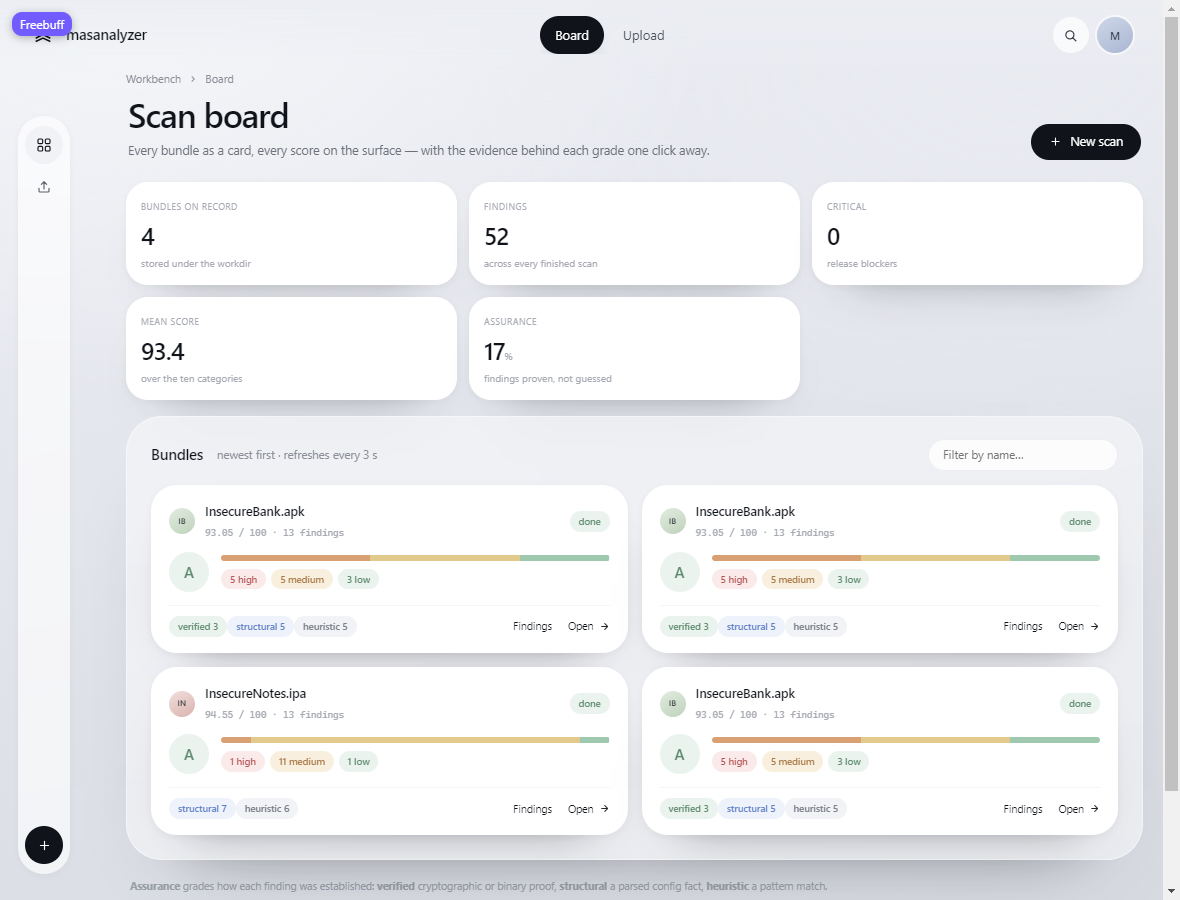 Freebuff
masanalyzer
Board
Upload
M
Workbench › Board
Scan board
Every bundle as a card, every score on the surface — with the evidence behind each grade one click away.
+ New scan
BUNDLES ON RECORD
4
stored under the workdir
FINDINGS
52
across every finished scan
CRITICAL
0
release blockers
MEAN SCORE
93.4
over the ten categories
ASSURANCE
17%
findings proven, not guessed
Bundles newest first · refreshes every 3 s
Filter by name...
IB
InsecureBank.apk
93.05 / 100 · 13 findings
done
A
5 high 5 medium 3 low
verified 3 structural 5 heuristic 5
Findings Open →
IB
InsecureBank.apk
93.05 / 100 · 13 findings
done
A
5 high 5 medium 3 low
verified 3 structural 5 heuristic 5
Findings Open →
IN
InsecureNotes.ipa
94.55 / 100 · 13 findings
done
A
1 high 11 medium 1 low
structural 7 heuristic 6
Findings Open →
IB
InsecureBank.apk
93.05 / 100 · 13 findings
done
A
5 high 5 medium 3 low
verified 3 structural 5 heuristic 5
Findings Open →
Assurance grades how each finding was established: verified cryptographic or binary proof, structural a parsed config fact, heuristic a pattern match.